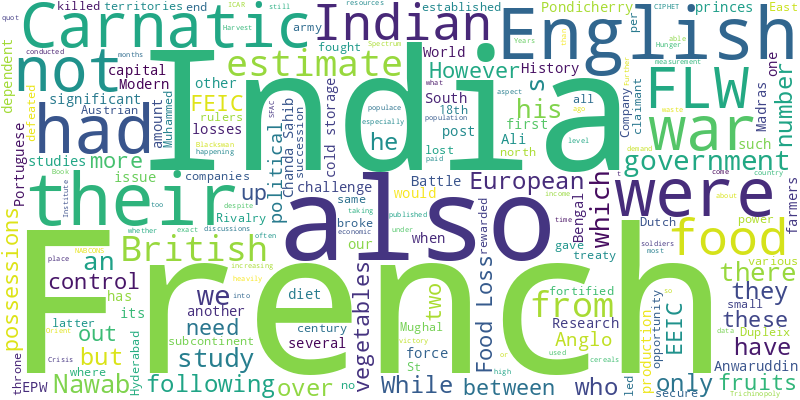 killed territories end
ICAR still
Carnatic
Indian
Pondicherry
princes
East
CIPHET
English
quot
army
resources
established
fought
Spectrum
able
Hunger
per
Harvest
months
not
estimate
World
However
History
capital
Modern
other
s
his
18th
FLW
India
dependent
significant
Austrian
FEIC
rulers
losses
South
he
post
first
all
Years
measurement
Company
claimant
Madras
one
such
had
war
defeated
amount
Muhammed
Blackswan
happening
Chanda Sahib
succession
SFAC
cold storage
populace
population
especially
what
aspect
ago
level
Ali
north
lost
paid
waste
government
Portuguese
studies
more
issue
companies
political
challenge
Battle
European
Book
Institute
too
despite
their
up
Rivalry
same
would
taking
broke
economic
published
under
when
income
demand
come
country
about
Bengal
which
were
also
time
gave
treaty
Dutch
power
farmers
possessions
NABCONS
whether
exact
discussions
often
British
our
rewarded
food
various
there
they
an
place
increasing
heavily
control
we
into
diet
vegetables
two
Food Loss
fortified
from
soldiers
most
small
these
has
its
another
century
several
Mughal
Research
Anglo
to
data
Dupleix
latter
out
need
subcontinent
St
force
opportunity
production
EEIC
have
but
Orient
study
victory
Anwaruddin
throne
Crisis
where
Hyderabad
or
used
cereals
fruits
EPW
Nawab
following
over
no
While
high
between
who
led
secure
only
Trichinopoly
French